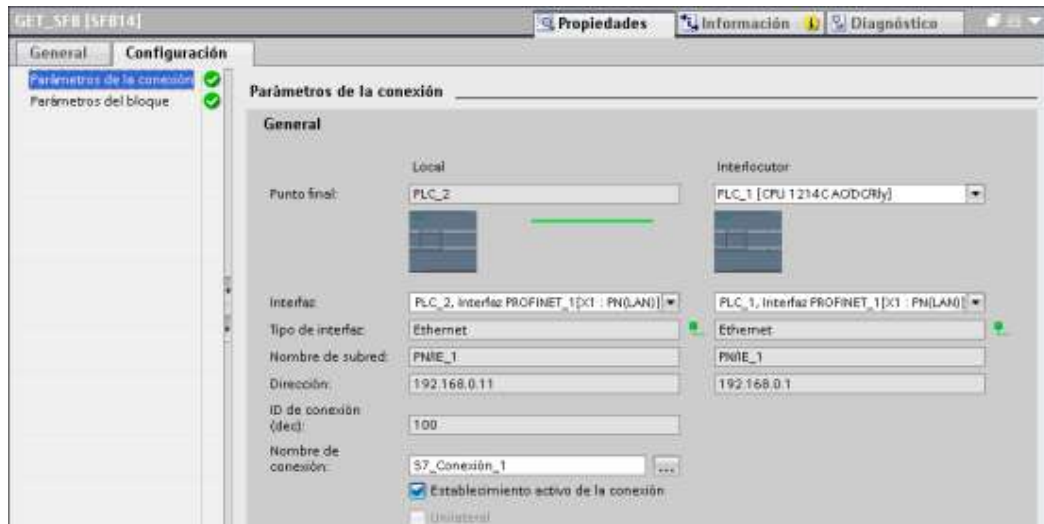 GET_SFB [SFB14]
Propiedades Información Diagnóstico
General Configuración
Parámetros de la conexión
Parámetros del bloque
Parámetros de la conexión
General
Local Interlocutor
Punto final: PLC_2 PLC_1 [CPU 1214C AC/DC/Rly]
Interfaz: PLC_2, Interfaz PROFINET_1[X1 : PN(LAN)] PLC_1, Interfaz PROFINET_1[X1 : PN(LAN)]
Tipo de interfaz: Ethernet Ethernet
Nombre de subred: PN/IE_1 PN/IE_1
Dirección: 192.168.0.11 192.168.0.1
ID de conexión
(dec): 100
Nombre de
conexión: S7_Conexión_1 ...
Establecimiento activo de la conexión
Unilateral